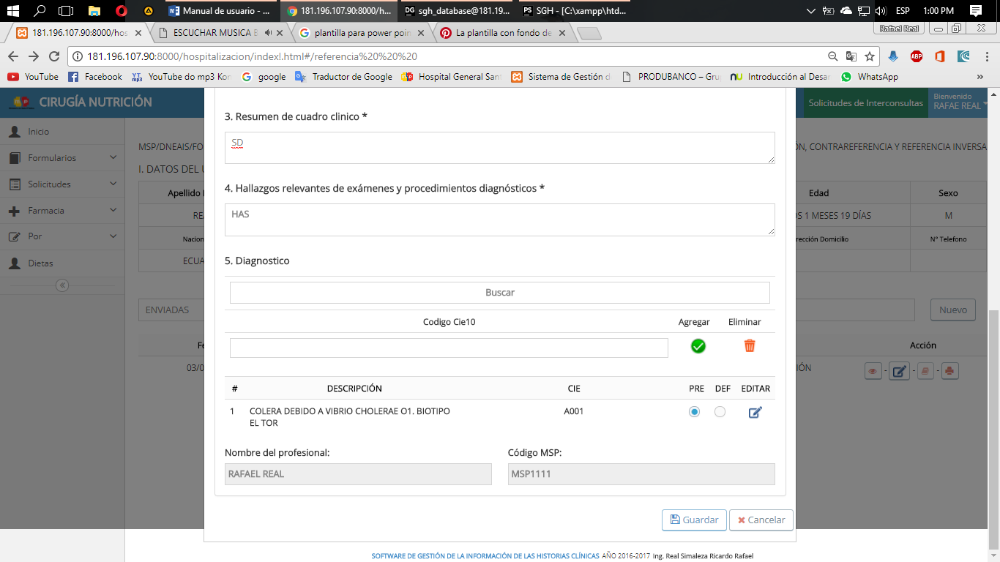 Manual de usuario - ...
181.196.107.90:8000/h...
sgh_database@181.19...
SGH - [C:\xampp\htd...
ESP
1:00 PM
181.196.107.90:8000/hos
ESCUCHAR MUSICA
plantilla para power poin
La plantilla con fondo de
Rafael Real
181.196.107.90:8000/hospitalizacion/index!.html#/referencia%20%20%20
YouTube
Facebook
YouTube do mp3 Kon
google
Traductor de Google
Hospital General San
Sistema de Gestión d
PRODUBANCO – Gru
Introducción al Desar
WhatsApp
CIRUGÍA NUTRICIÓN
Solicitudes de Interconsultas
Bienvenido
RAFAE REAL
Inicio
Formularios
Solicitudes
Farmacia
Por
Dietas
MSP/DNEAIS/FO
ÓN, CONTRAREFERENCIA Y REFERENCIA INVERSA
I. DATOS DEL
Apellido
Edad
Sexo
REA
S 1 MESES 19 DÍAS
M
Nacion
rección Domicilio
N° Telefono
ECUA
ENVIADAS
Nuevo
Fe
Acción
03/0
IÓN
3. Resumen de cuadro clinico *
SD
4. Hallazgos relevantes de exámenes y procedimientos diagnósticos *
HAS
5. Diagnostico
Buscar
Codigo Cie10 Agregar Eliminar
# DESCRIPCIÓN CIE PRE DEF EDITAR
1 COLERA DEBIDO A VIBRIO CHOLERAE O1. BIOTIPO A001
EL TOR
Nombre del profesional: Código MSP:
RAFAEL REAL MSP1111
Guardar Cancelar
SOFTWARE DE GESTIÓN DE LA INFORMACIÓN DE LAS HISTORIAS CLÍNICAS AÑO 2016-2017 Ing. Real Simaleza Ricardo Rafael